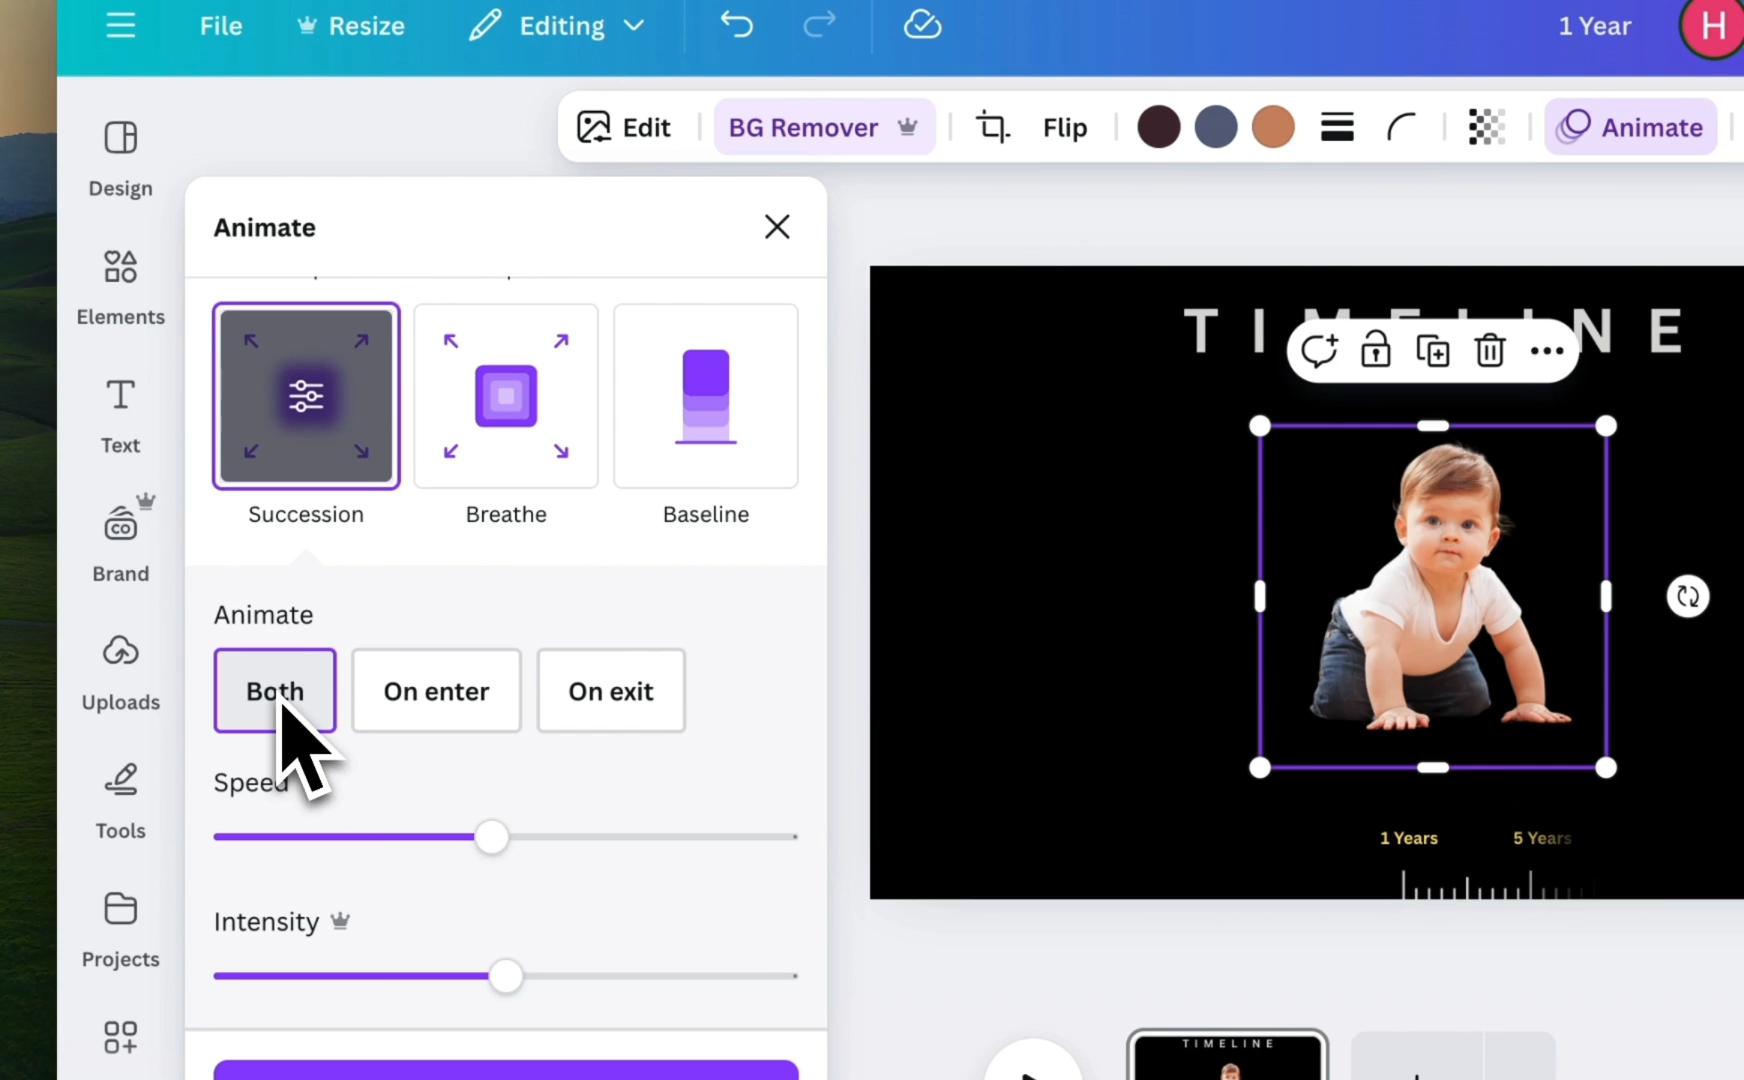 File
Resize
Editing
1 Year
H
Edit
BG Remover
Flip
Animate
Design
Elements
Text
CO
Brand
Uploads
Tools
Projects
Animate
Succession
Breathe
Baseline
Animate
Both
On enter
On exit
Speed
Intensity
TIMELINE
1 Years
5 Years
TIMELINE